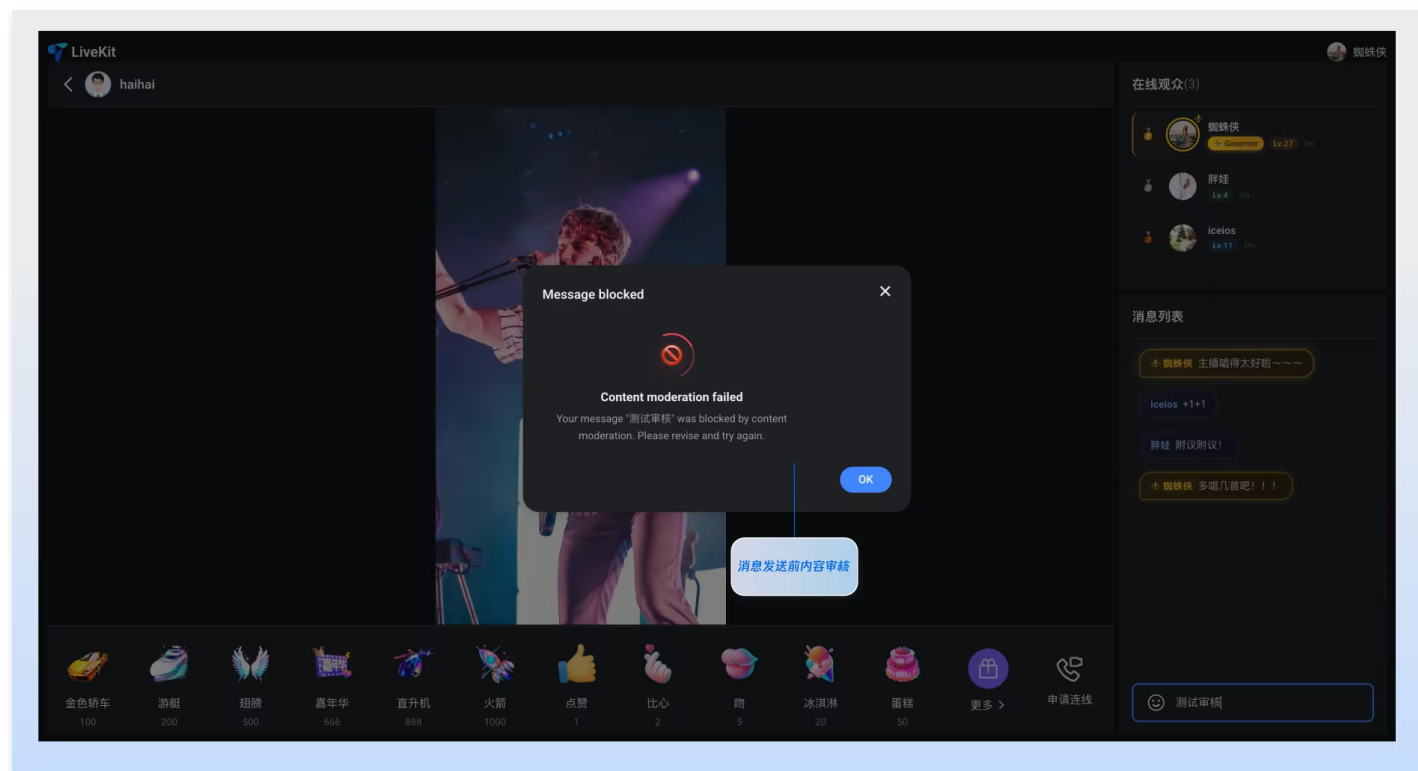 LiveKit
蜘蛛侠
haihai
在线观众(3)
蜘蛛侠
Governor Lv.27 7m
胖娃
Lv.4 7m
iceios
Lv.11 7m
Message blocked
Content moderation failed
Your message "测试审核" was blocked by content
moderation. Please revise and try again.
OK
消息发送前内容审核
消息列表
蜘蛛侠 主播唱得太好啦～～～
iceios +1+1
胖娃 附议附议！
蜘蛛侠 多唱几首吧！！！
嘉年华
金色轿车
100
游艇
200
翅膀
500
嘉年华
666
直升机
888
火箭
1000
点赞
1
比心
2
吻
5
冰淇淋
20
蛋糕
50
更多
申请连线
测试审核